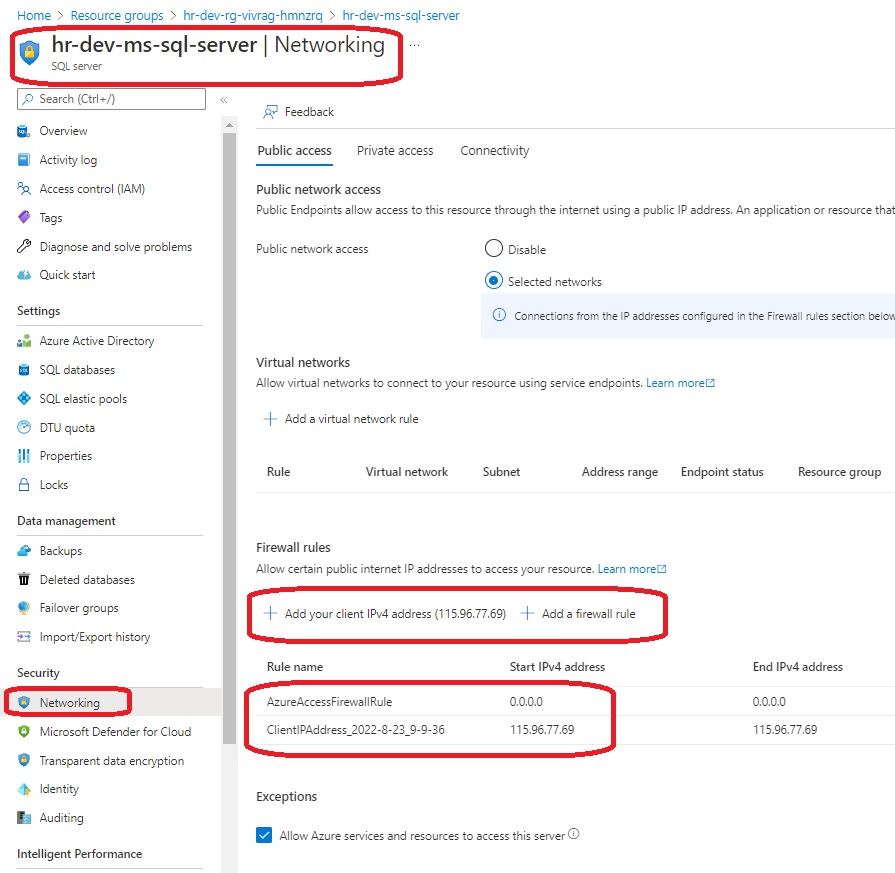 Home > Resource groups > hr-dev-rg-vivrag-hmnzrq > hr-dev-ms-sql-server
hr-dev-ms-sql-server | Networking ...
SQL server
Search (Ctrl+/)
«
Overview
Activity log
Access control (IAM)
Tags
Diagnose and solve problems
Quick start
Settings
Azure Active Directory
SQL databases
SQL elastic pools
DTU quota
Properties
Locks
Data management
Backups
Deleted databases
Failover groups
Import/Export history
Security
Networking
Microsoft Defender for Cloud
Transparent data encryption
Identity
Auditing
Intelligent Performance
Feedback
Public access Private access Connectivity
Public network access
Public Endpoints allow access to this resource through the internet using a public IP address. An application or resource that
Public network access
Disable
Selected networks
Connections from the IP addresses configured in the Firewall rules section below
Virtual networks
Allow virtual networks to connect to your resource using service endpoints. Learn more
+ Add a virtual network rule
Rule Virtual network Subnet Address range Endpoint status Resource group
Firewall rules
Allow certain public internet IP addresses to access your resource. Learn more
+ Add your client IPv4 address (115.96.77.69) + Add a firewall rule
Rule name Start IPv4 address End IPv4 address
AzureAccessFirewallRule 0.0.0.0 0.0.0.0
ClientIPAddress_2022-8-23_9-9-36 115.96.77.69 115.96.77.69
Exceptions
Allow Azure services and resources to access this server